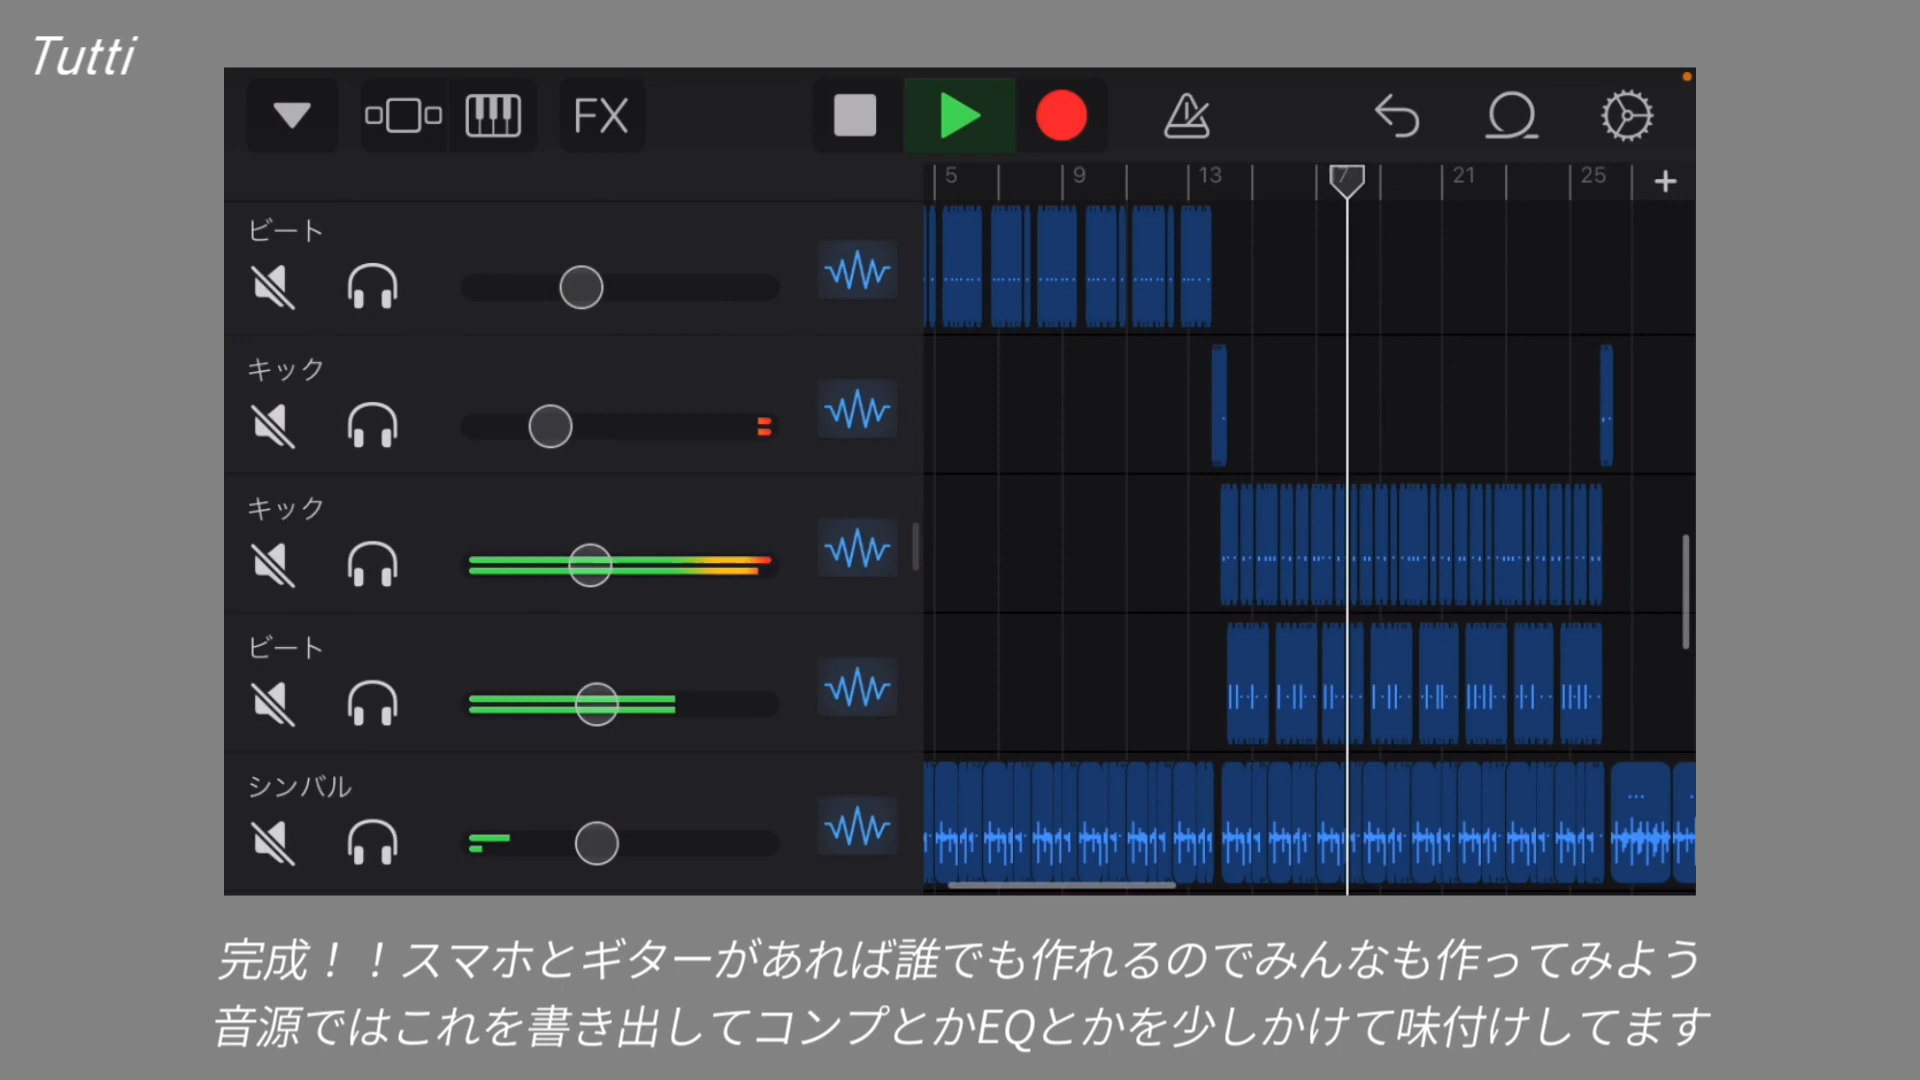 Tutti
FX
5 9 13 7 21 25
ビート
キック
キック
ビート
シンバル
完成！！スマホとギターがあれば誰でも作れるのでみんなも作ってみよう
音源ではこれを書き出してコンプとかEQとかを少しかけて味付けしてます